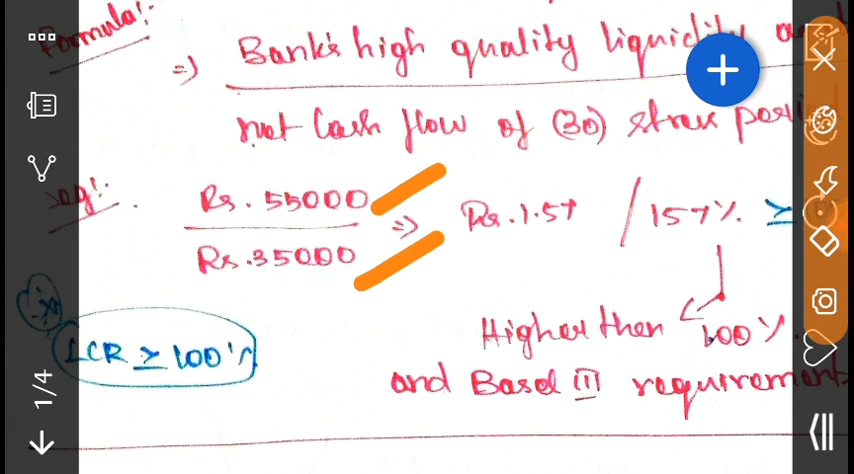 Formula:-
=> Bank's high quality liquidity
net Cash flow of (30) stress period
eg:-
Rs. 55000
Rs. 35000
=> Rs. 1.57 / 157% ≥
LCR ≥ 100%
Higher then 100%.
and Basel III requirement
1/4